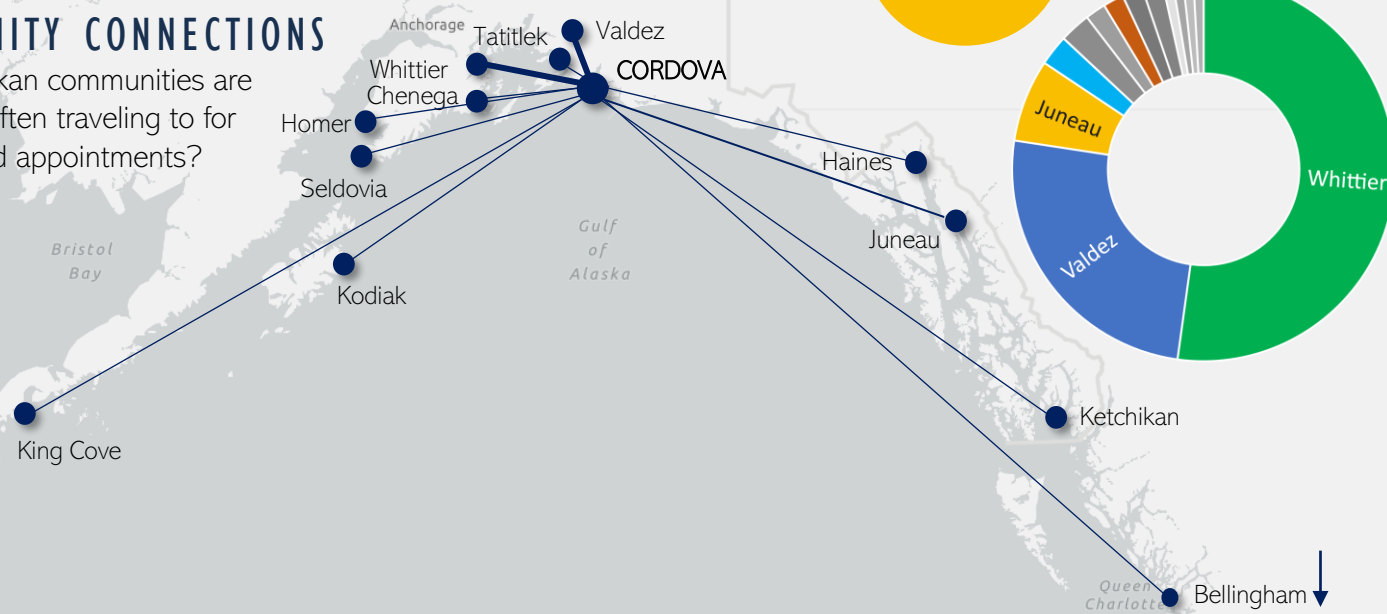 ITY CONNECTIONS
kan communities are
ften traveling to for
d appointments?
Anchorage
Tatitlek
Valdez
Whittier
CORDOVA
Chenega
Homer
Seldovia
Haines
Juneau
Juneau
Whittier
Valdez
Bristol
Bay
Gulf
of
Alaska
Kodiak
Ketchikan
King Cove
Queen
Charlotte
Bellingham